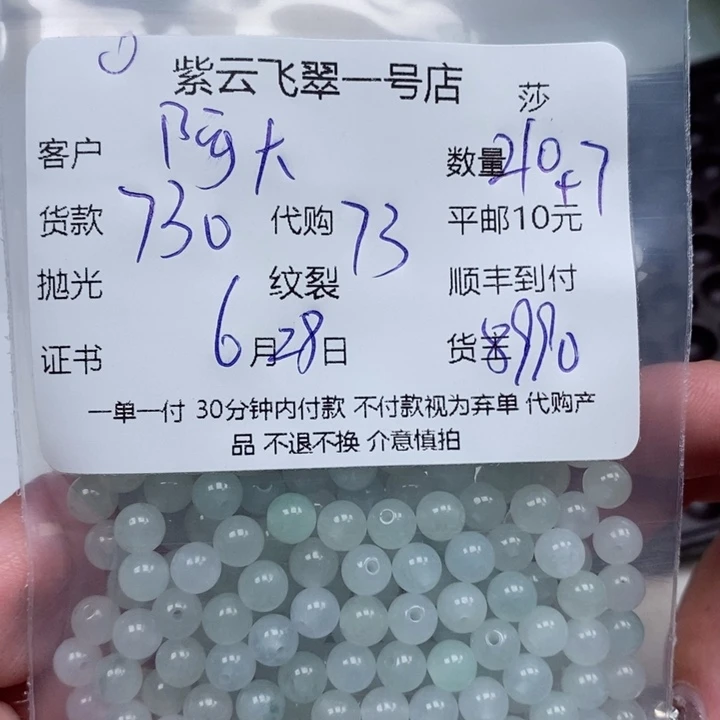 紫云飞翠一号店 莎
客户 阿大 数量 210+7
货款 730 代购 73 平邮10元
抛光 纹裂 顺丰到付
证书 6月28日 货 8990
一单一付 30分钟内付款 不付款视为弃单 代购产
品 不退不换 介意慎拍